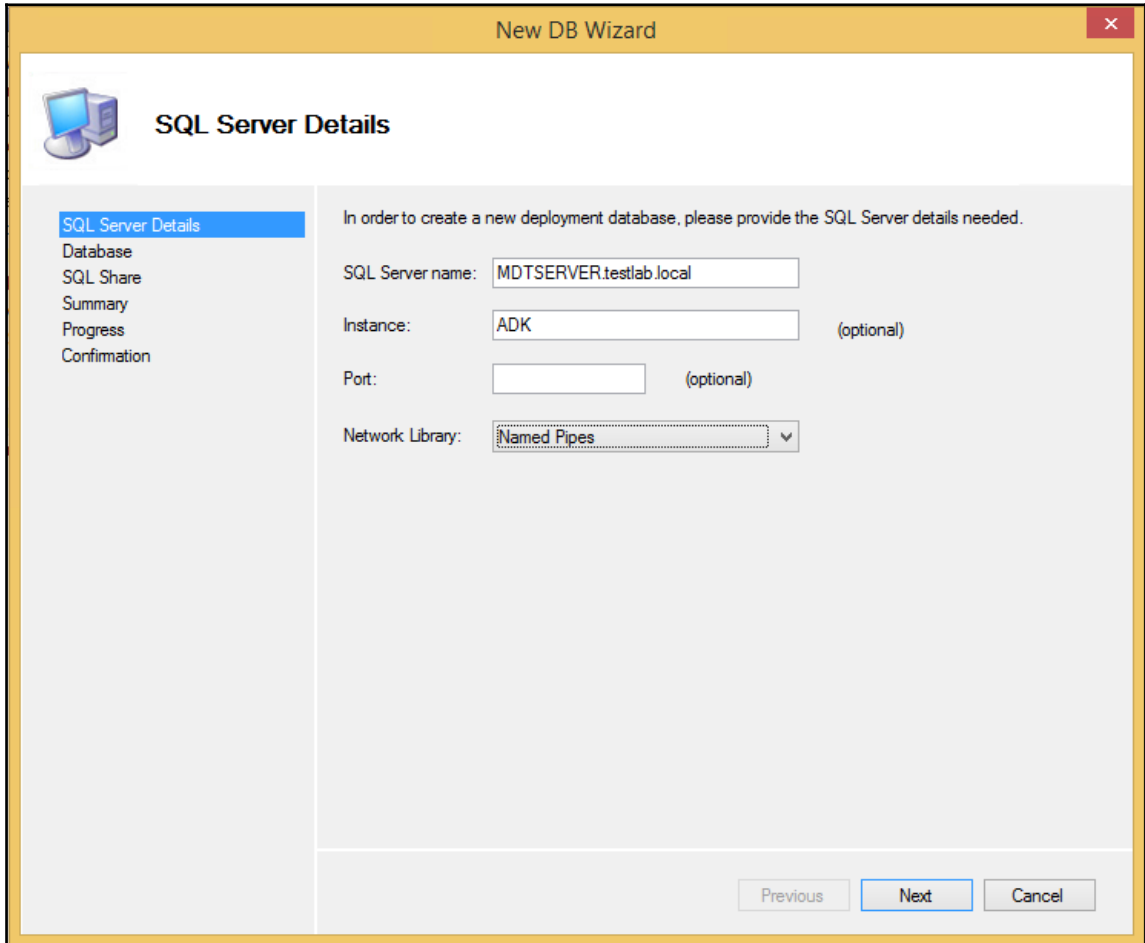 New DB Wizard
SQL Server Details
SQL Server Details
Database
SQL Share
Summary
Progress
Confirmation
In order to create a new deployment database, please provide the SQL Server details needed.
SQL Server name: MDTSERVER.testlab.local
Instance: ADK (optional)
Port: (optional)
Network Library: Named Pipes
Previous Next Cancel